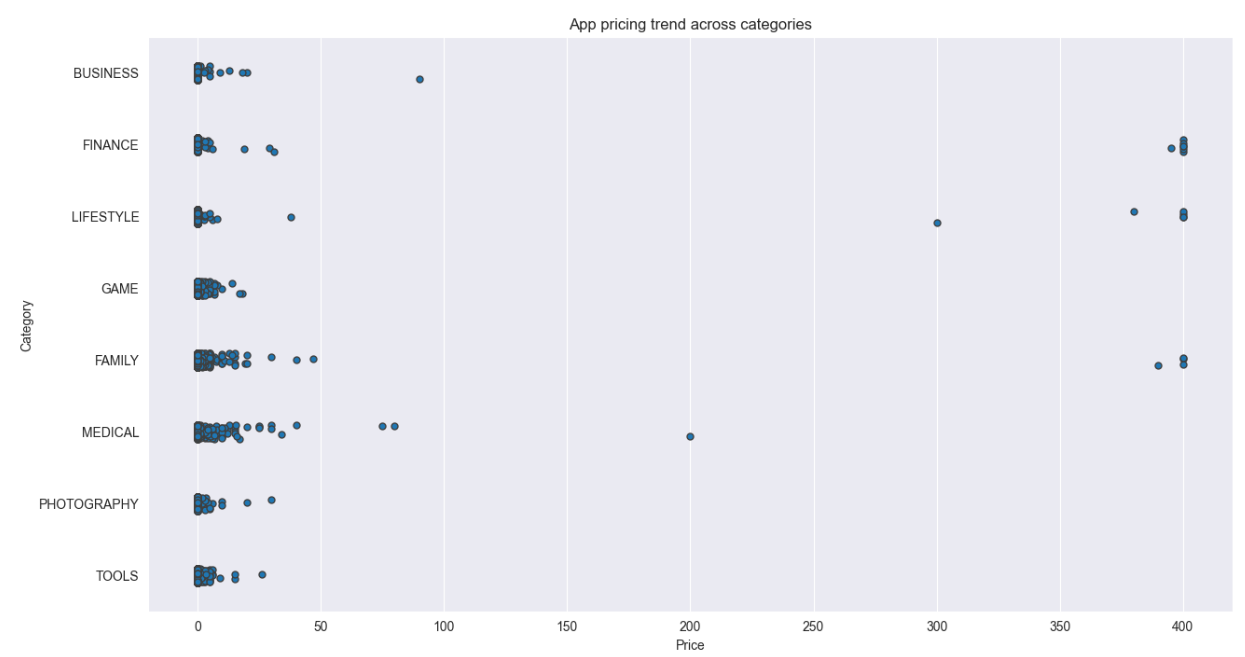 App pricing trend across categories
BUSINESS
FINANCE
LIFESTYLE
GAME
FAMILY
MEDICAL
PHOTOGRAPHY
TOOLS
Category
0 50 100 150 200 250 300 350 400
Price